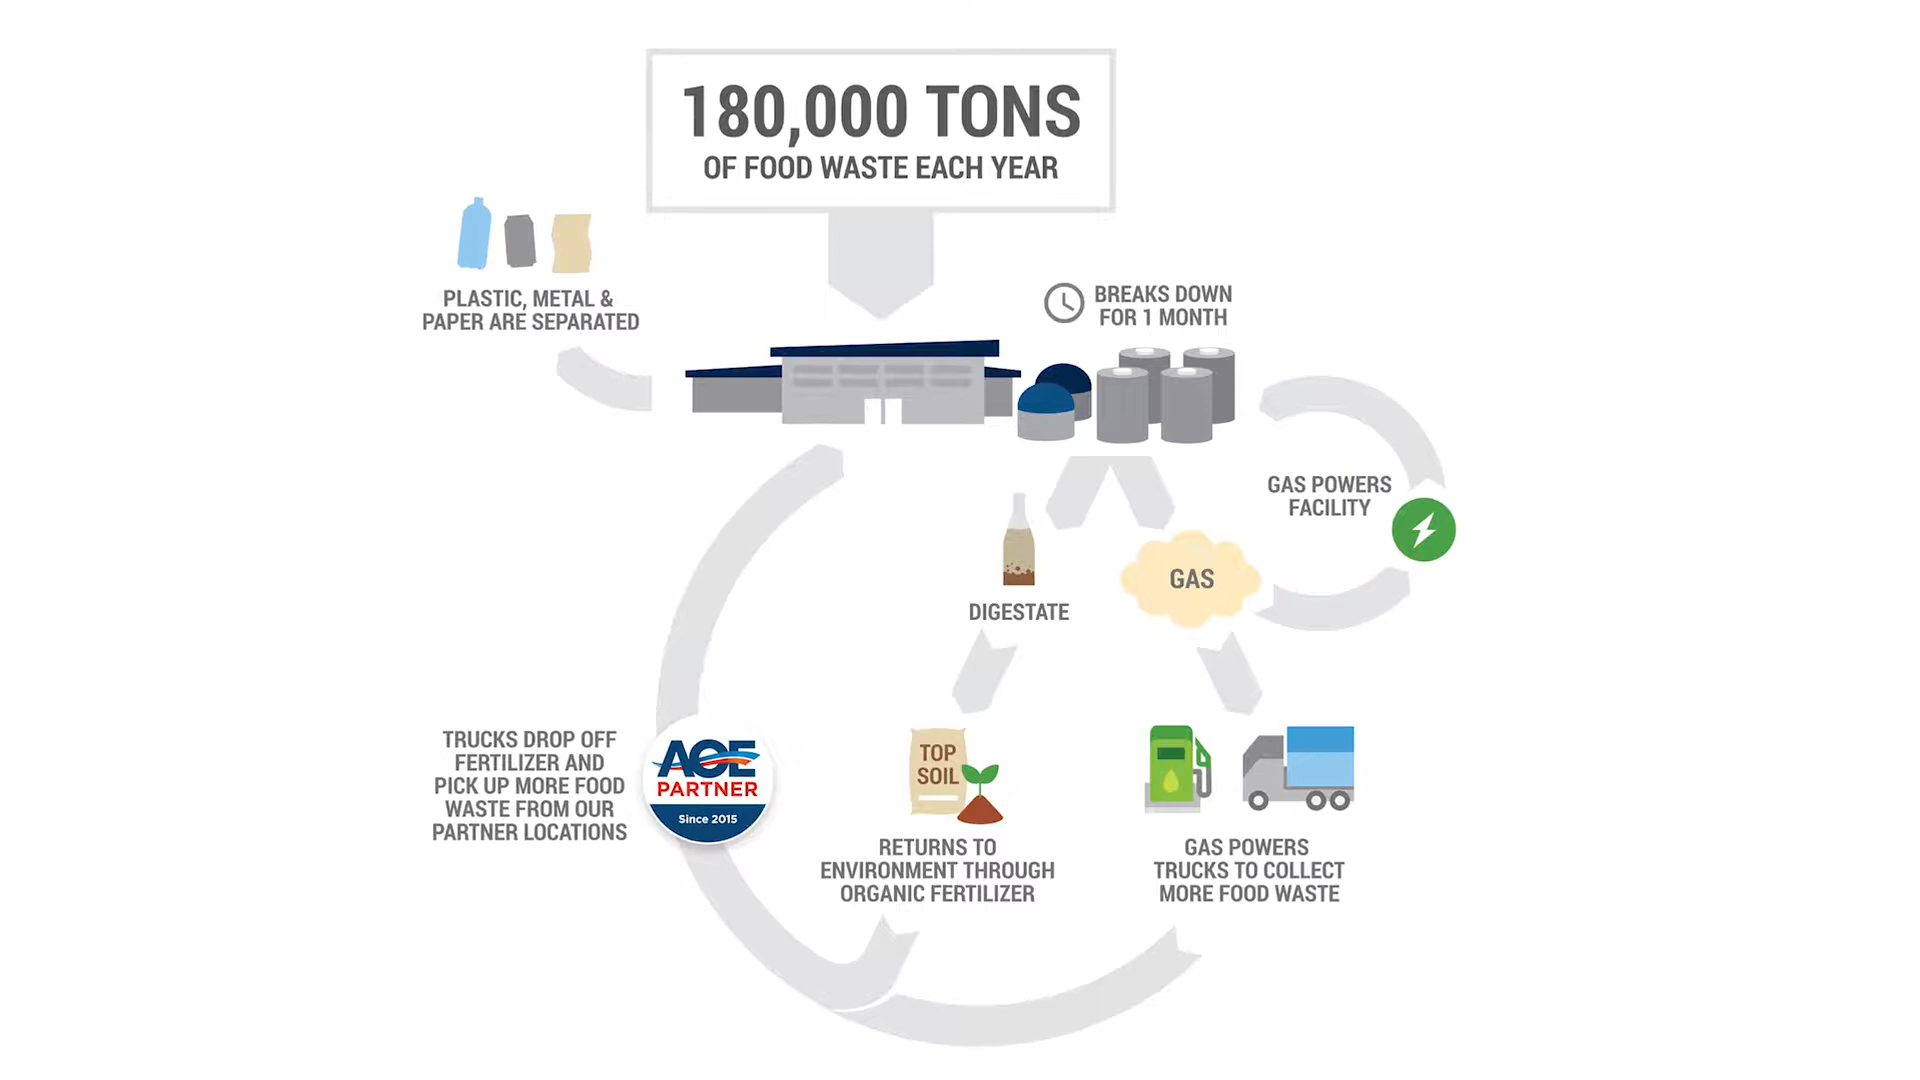 180,000 TONS
OF FOOD WASTE EACH YEAR
PLASTIC, METAL &
PAPER ARE SEPARATED
BREAKS DOWN
FOR 1 MONTH
GAS POWERS
FACILITY
GAS
DIGESTATE
TRUCKS DROP OFF
FERTILIZER AND
PICK UP MORE FOOD
WASTE FROM OUR
PARTNER LOCATIONS
AOE
PARTNER
Since 2015
TOP
SOIL
RETURNS TO
ENVIRONMENT THROUGH
ORGANIC FERTILIZER
GAS POWERS
TRUCKS TO COLLECT
MORE FOOD WASTE